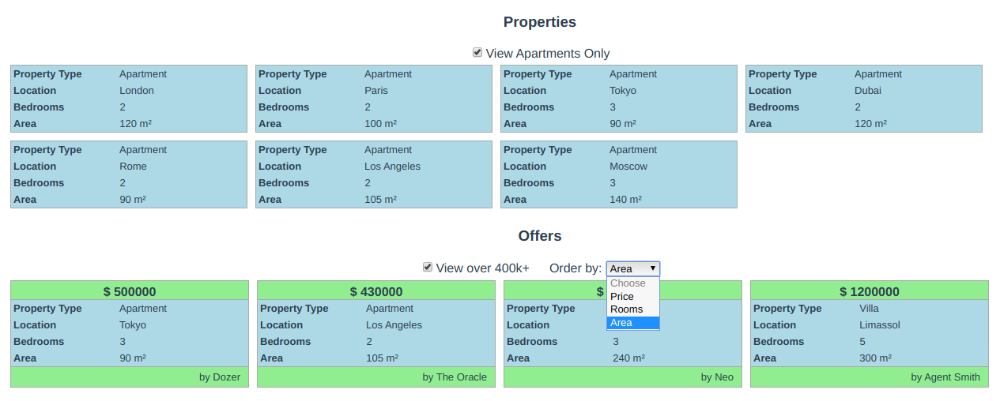 Properties
View Apartments Only
Property Type Apartment
Location London
Bedrooms 2
Area 120 m²
Property Type Apartment
Location Paris
Bedrooms 2
Area 100 m²
Property Type Apartment
Location Tokyo
Bedrooms 3
Area 90 m²
Property Type Apartment
Location Dubai
Bedrooms 2
Area 120 m²
Property Type Apartment
Location Rome
Bedrooms 2
Area 90 m²
Property Type Apartment
Location Los Angeles
Bedrooms 2
Area 105 m²
Property Type Apartment
Location Moscow
Bedrooms 3
Area 140 m²
Offers
View over 400k+ Order by: Area
Choose
Price
Rooms
Area
$ 500000
Property Type Apartment
Location Tokyo
Bedrooms 3
Area 90 m²
by Dozer
$ 430000
Property Type Apartment
Location Los Angeles
Bedrooms 2
Area 105 m²
by The Oracle
$
Property Type
Location
Bedrooms 3
Area 240 m²
by Neo
$ 1200000
Property Type Villa
Location Limassol
Bedrooms 5
Area 300 m²
by Agent Smith